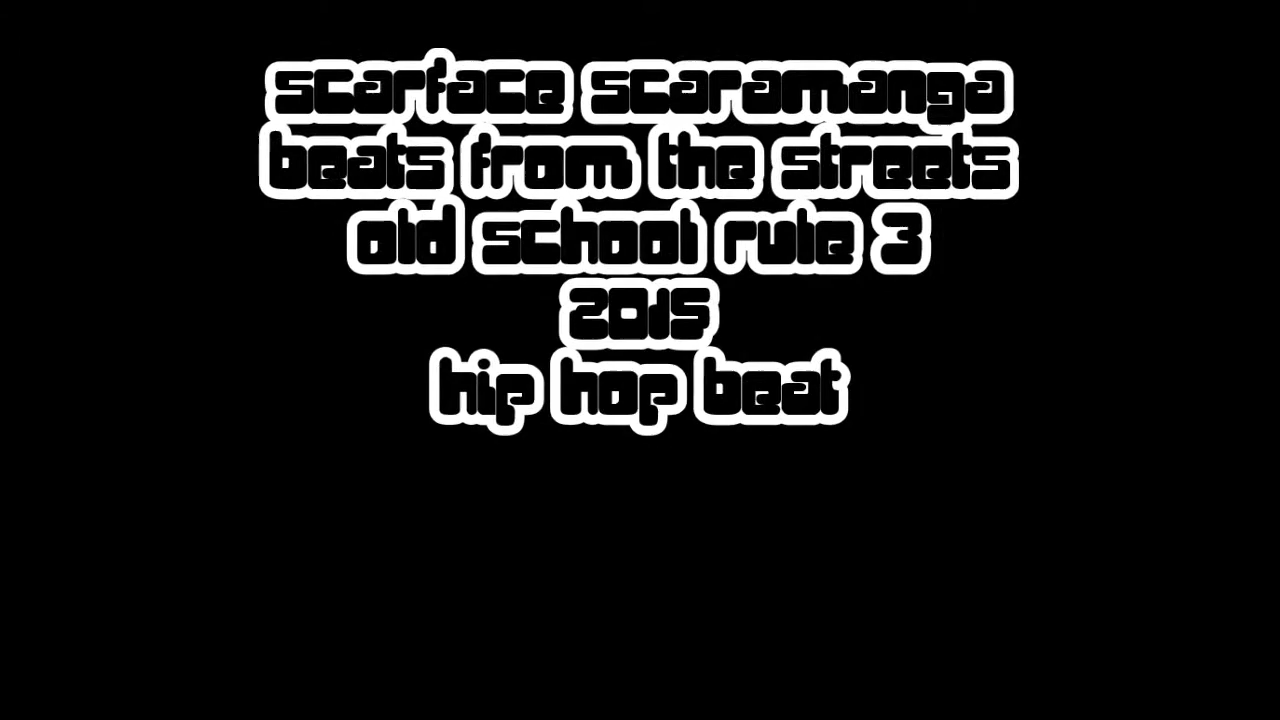 scarface scaramanga
beats from the streets
old school rule 3
2015
hip hop beat